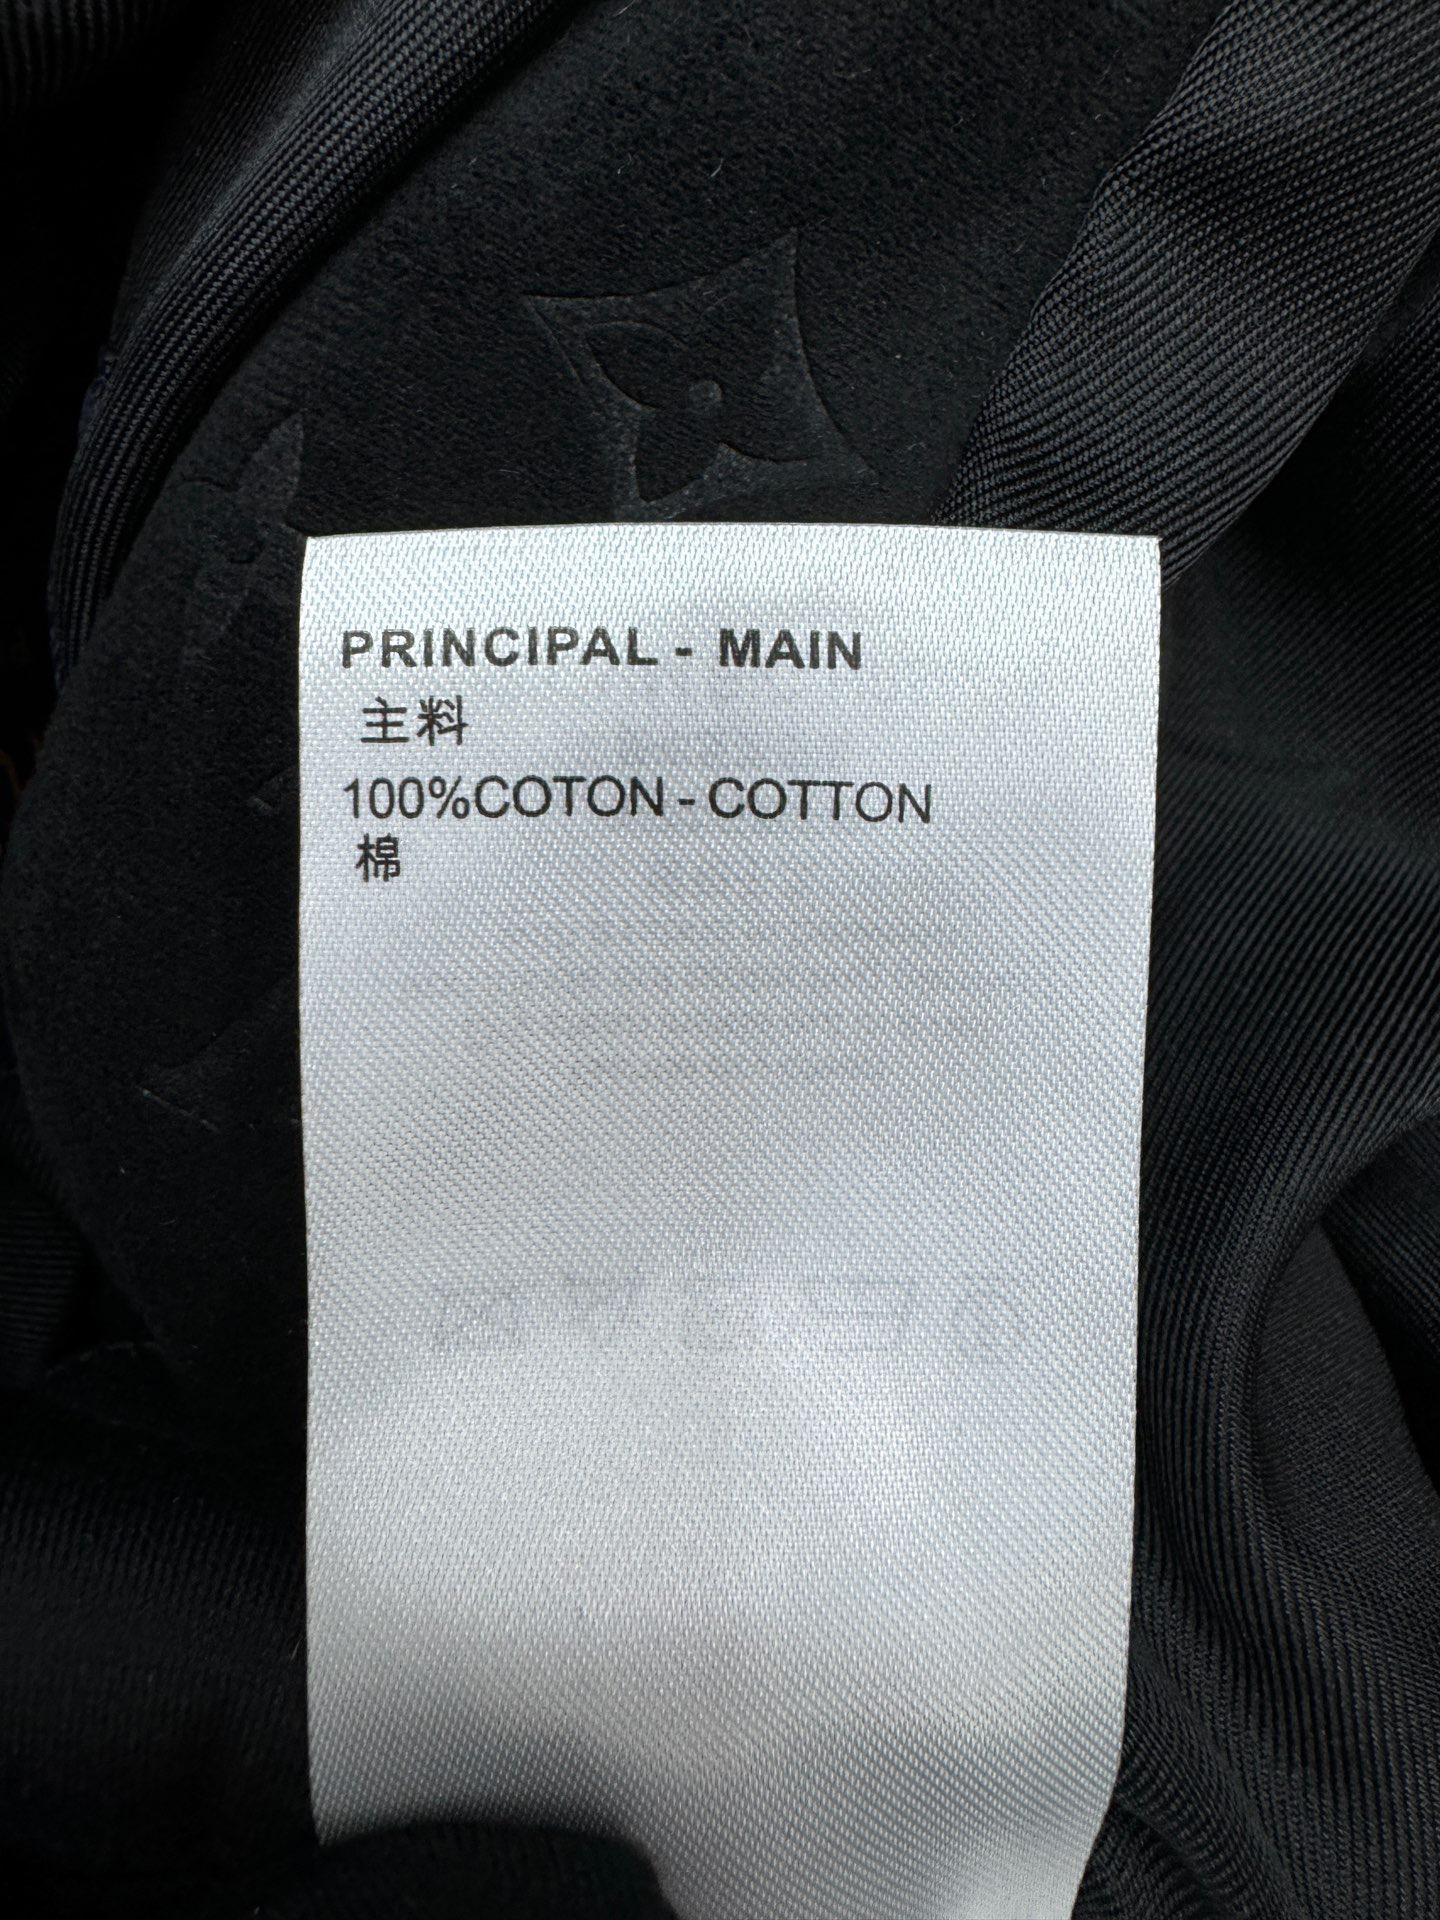 PRINCIPAL - MAIN
主料
100%COTON - COTTON
棉